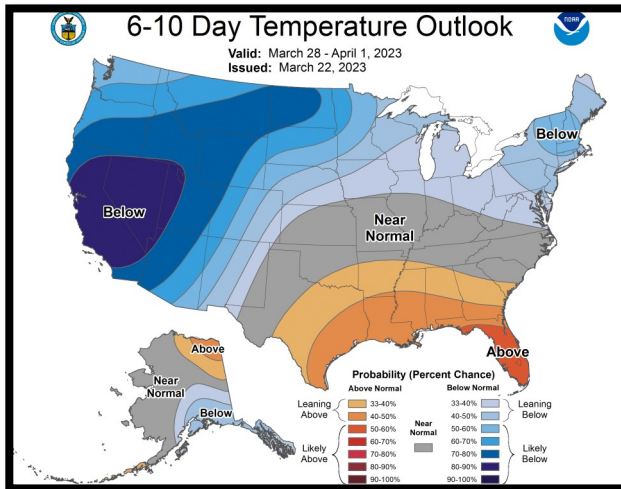 6-10 Day Temperature Outlook
NOAA
Valid: March 28 - April 1, 2023
Issued: March 22, 2023
Below
Below
Near
Normal
Above
Above
Near
Normal
Below
Probability (Percent Chance)
Above Normal
Below Normal
Leaning
Above
33-40%
40-50%
Likely
Above
50-60%
60-70%
70-80%
80-90%
90-100%
Near
Normal
33-40%
40-50%
Leaning
Below
50-60%
60-70%
70-80%
80-90%
90-100%
Likely
Below